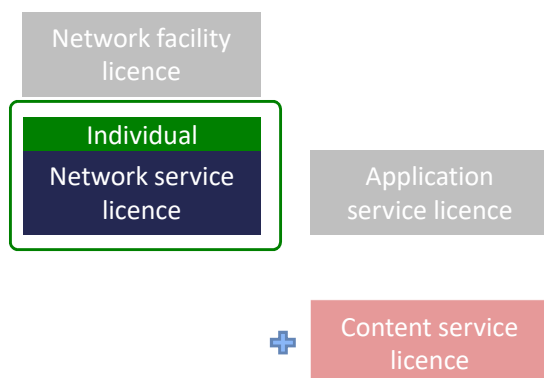 Network facility
licence
Individual
Network service
licence
Application
service licence
Content service
licence